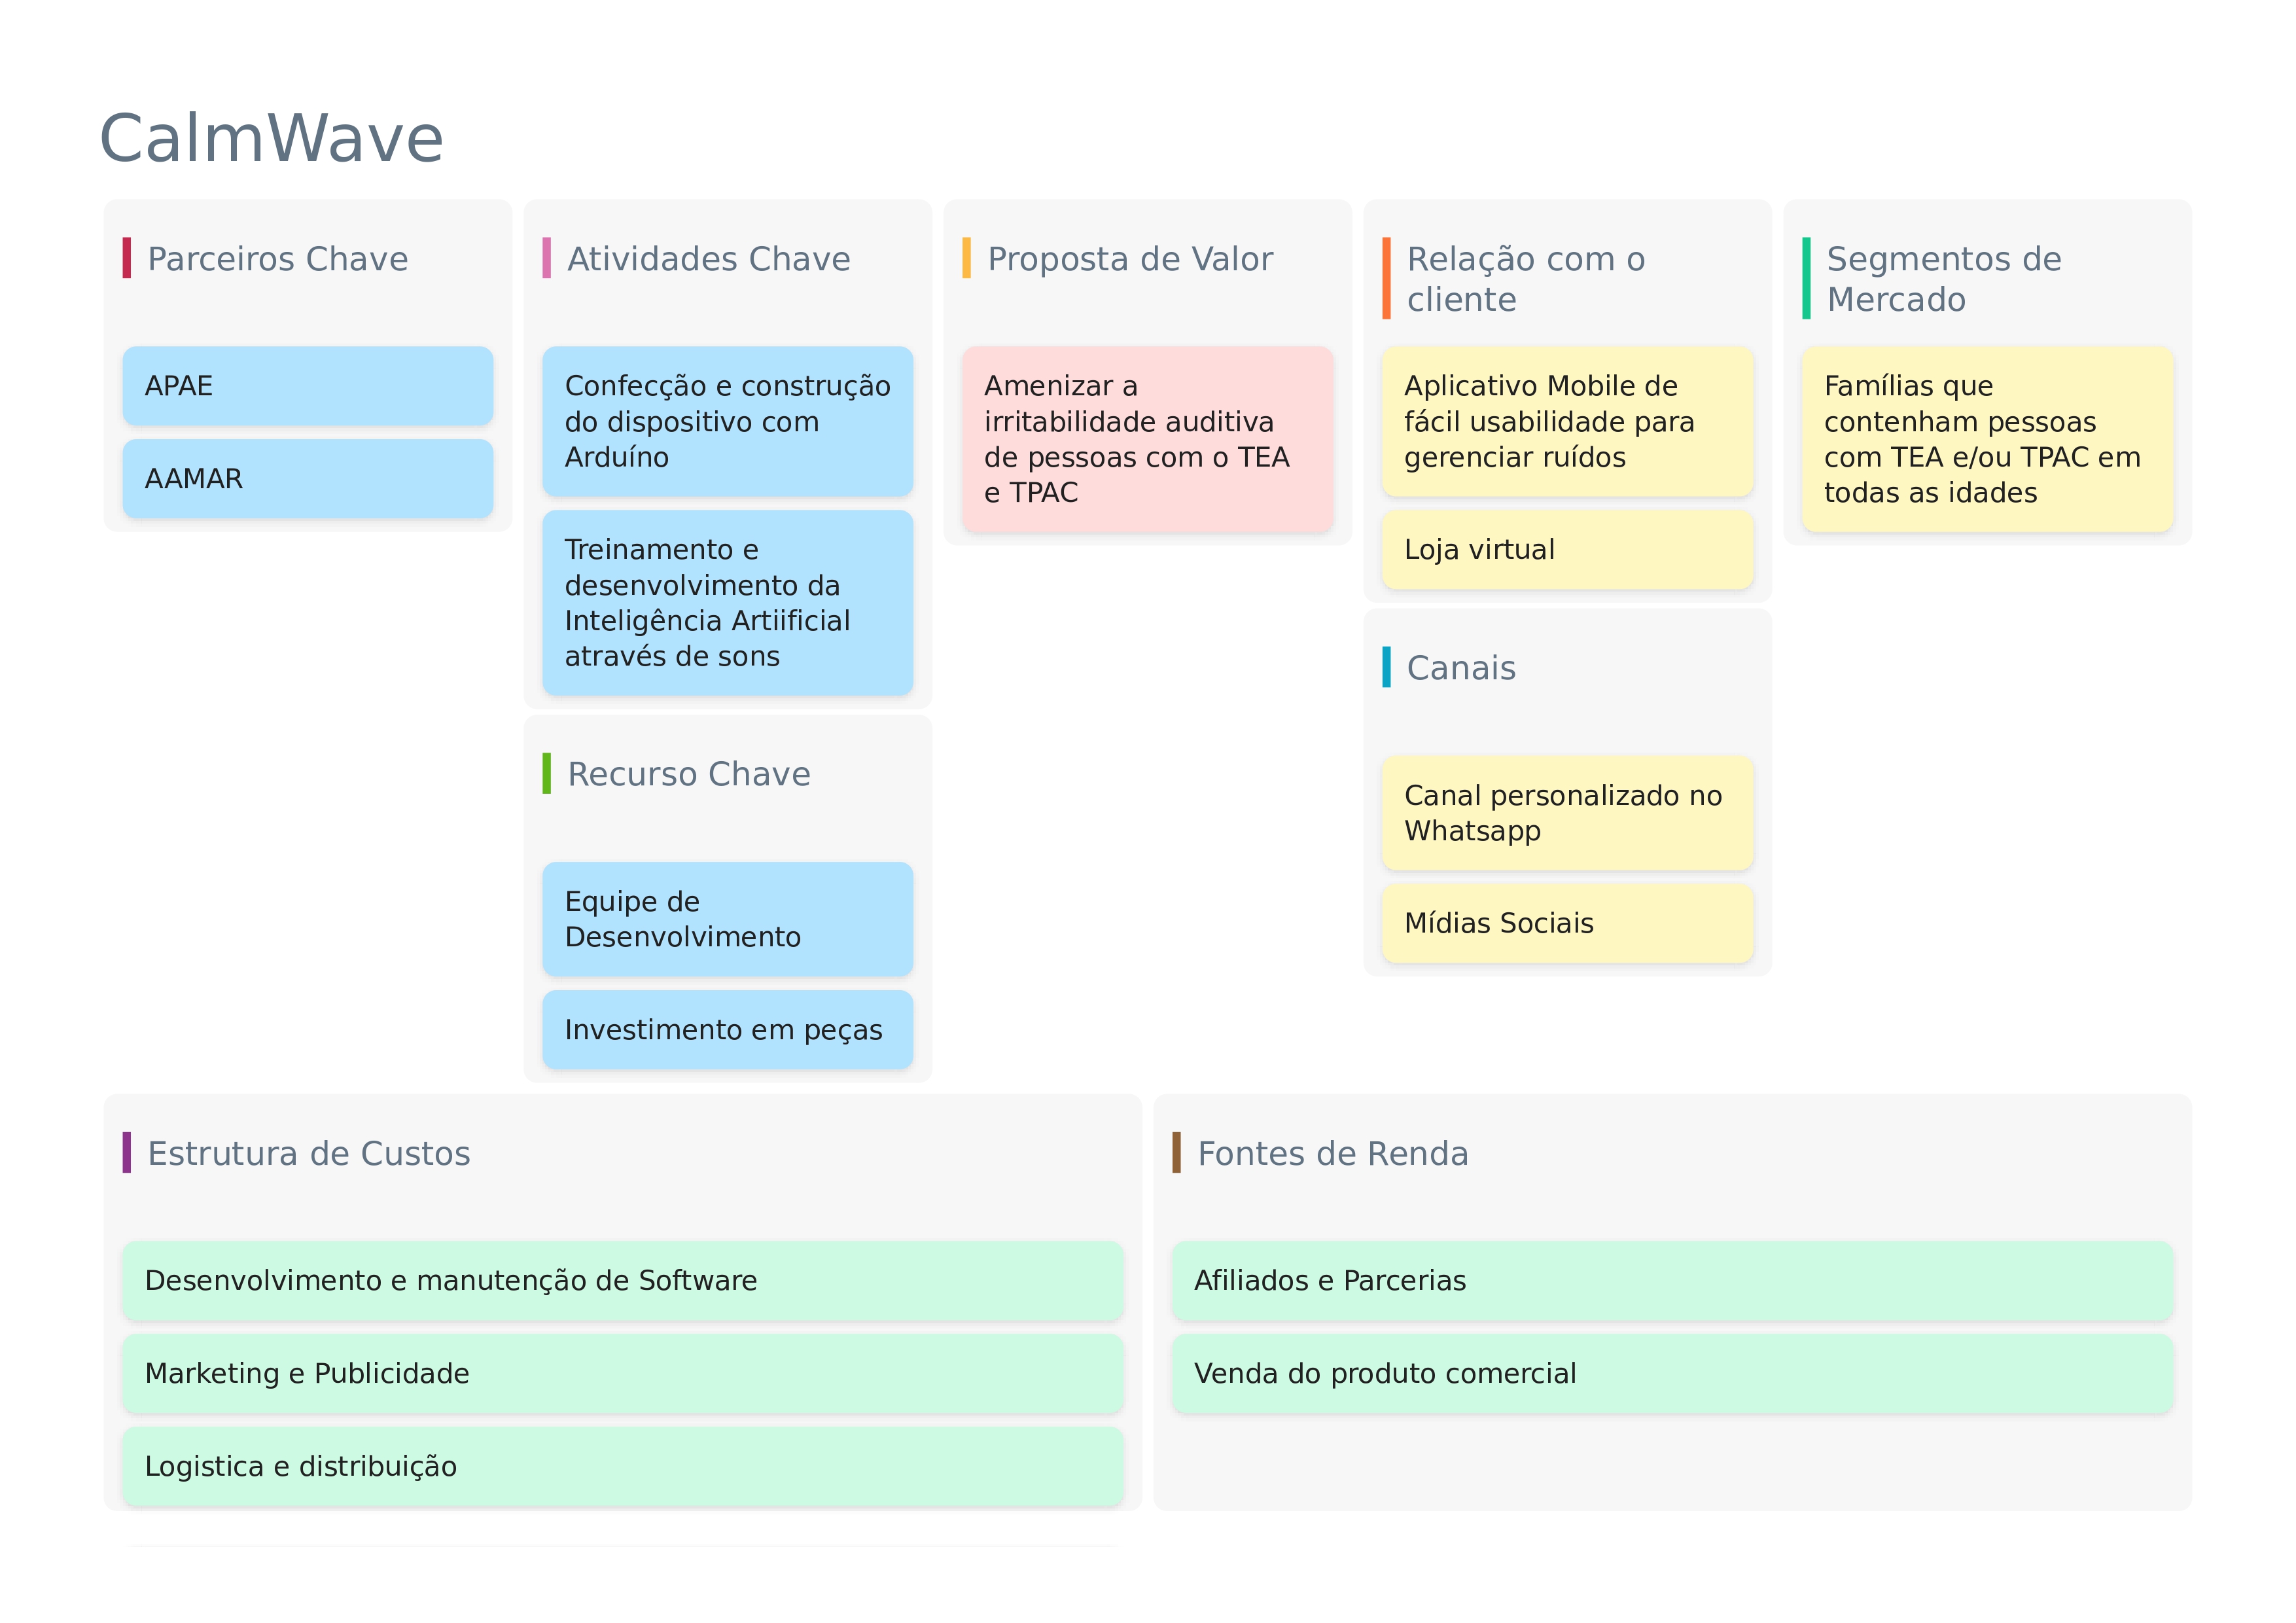 CalmWave
Parceiros Chave
APAE
AAMAR
Atividades Chave
Confecção e construção
do dispositivo com
Arduíno
Treinamento e
desenvolvimento da
Inteligência Artiificial
através de sons
Recurso Chave
Equipe de
Desenvolvimento
Investimento em peças
Proposta de Valor
Amenizar a
irritabilidade auditiva
de pessoas com o TEA
e TPAC
Relação com o
cliente
Aplicativo Mobile de
fácil usabilidade para
gerenciar ruídos
Loja virtual
Canais
Canal personalizado no
Whatsapp
Mídias Sociais
Segmentos de
Mercado
Famílias que
contenham pessoas
com TEA e/ou TPAC em
todas as idades
Estrutura de Custos
Desenvolvimento e manutenção de Software
Marketing e Publicidade
Logistica e distribuição
Fontes de Renda
Afiliados e Parcerias
Venda do produto comercial